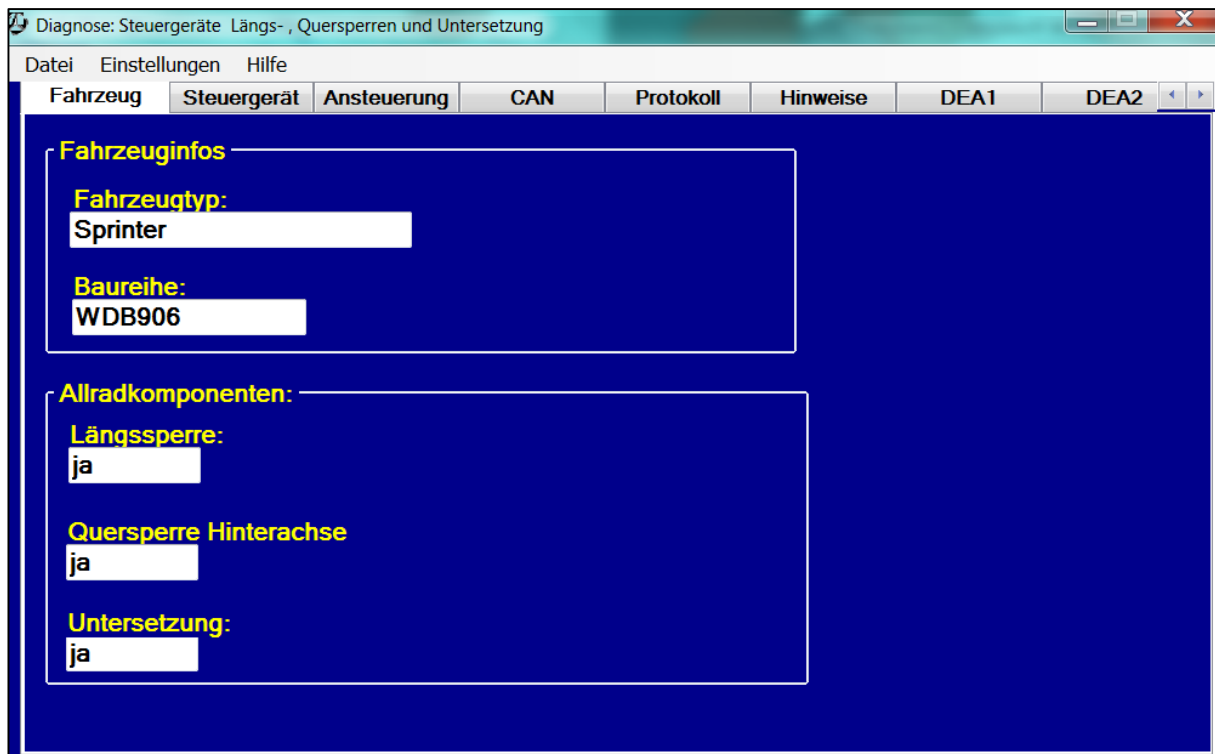 Diagnose: Steuergeräte Längs- , Quersperren und Untersetzung
Datei Einstellungen Hilfe
Fahrzeug Steuergerät Ansteuerung CAN Protokoll Hinweise DEA1 DEA2
Fahrzeuginfos
Fahrzeugtyp:
Sprinter
Baureihe:
WDB906
Allradkomponenten:
Längssperre:
ja
Quersperre Hinterachse
ja
Untersetzung:
ja